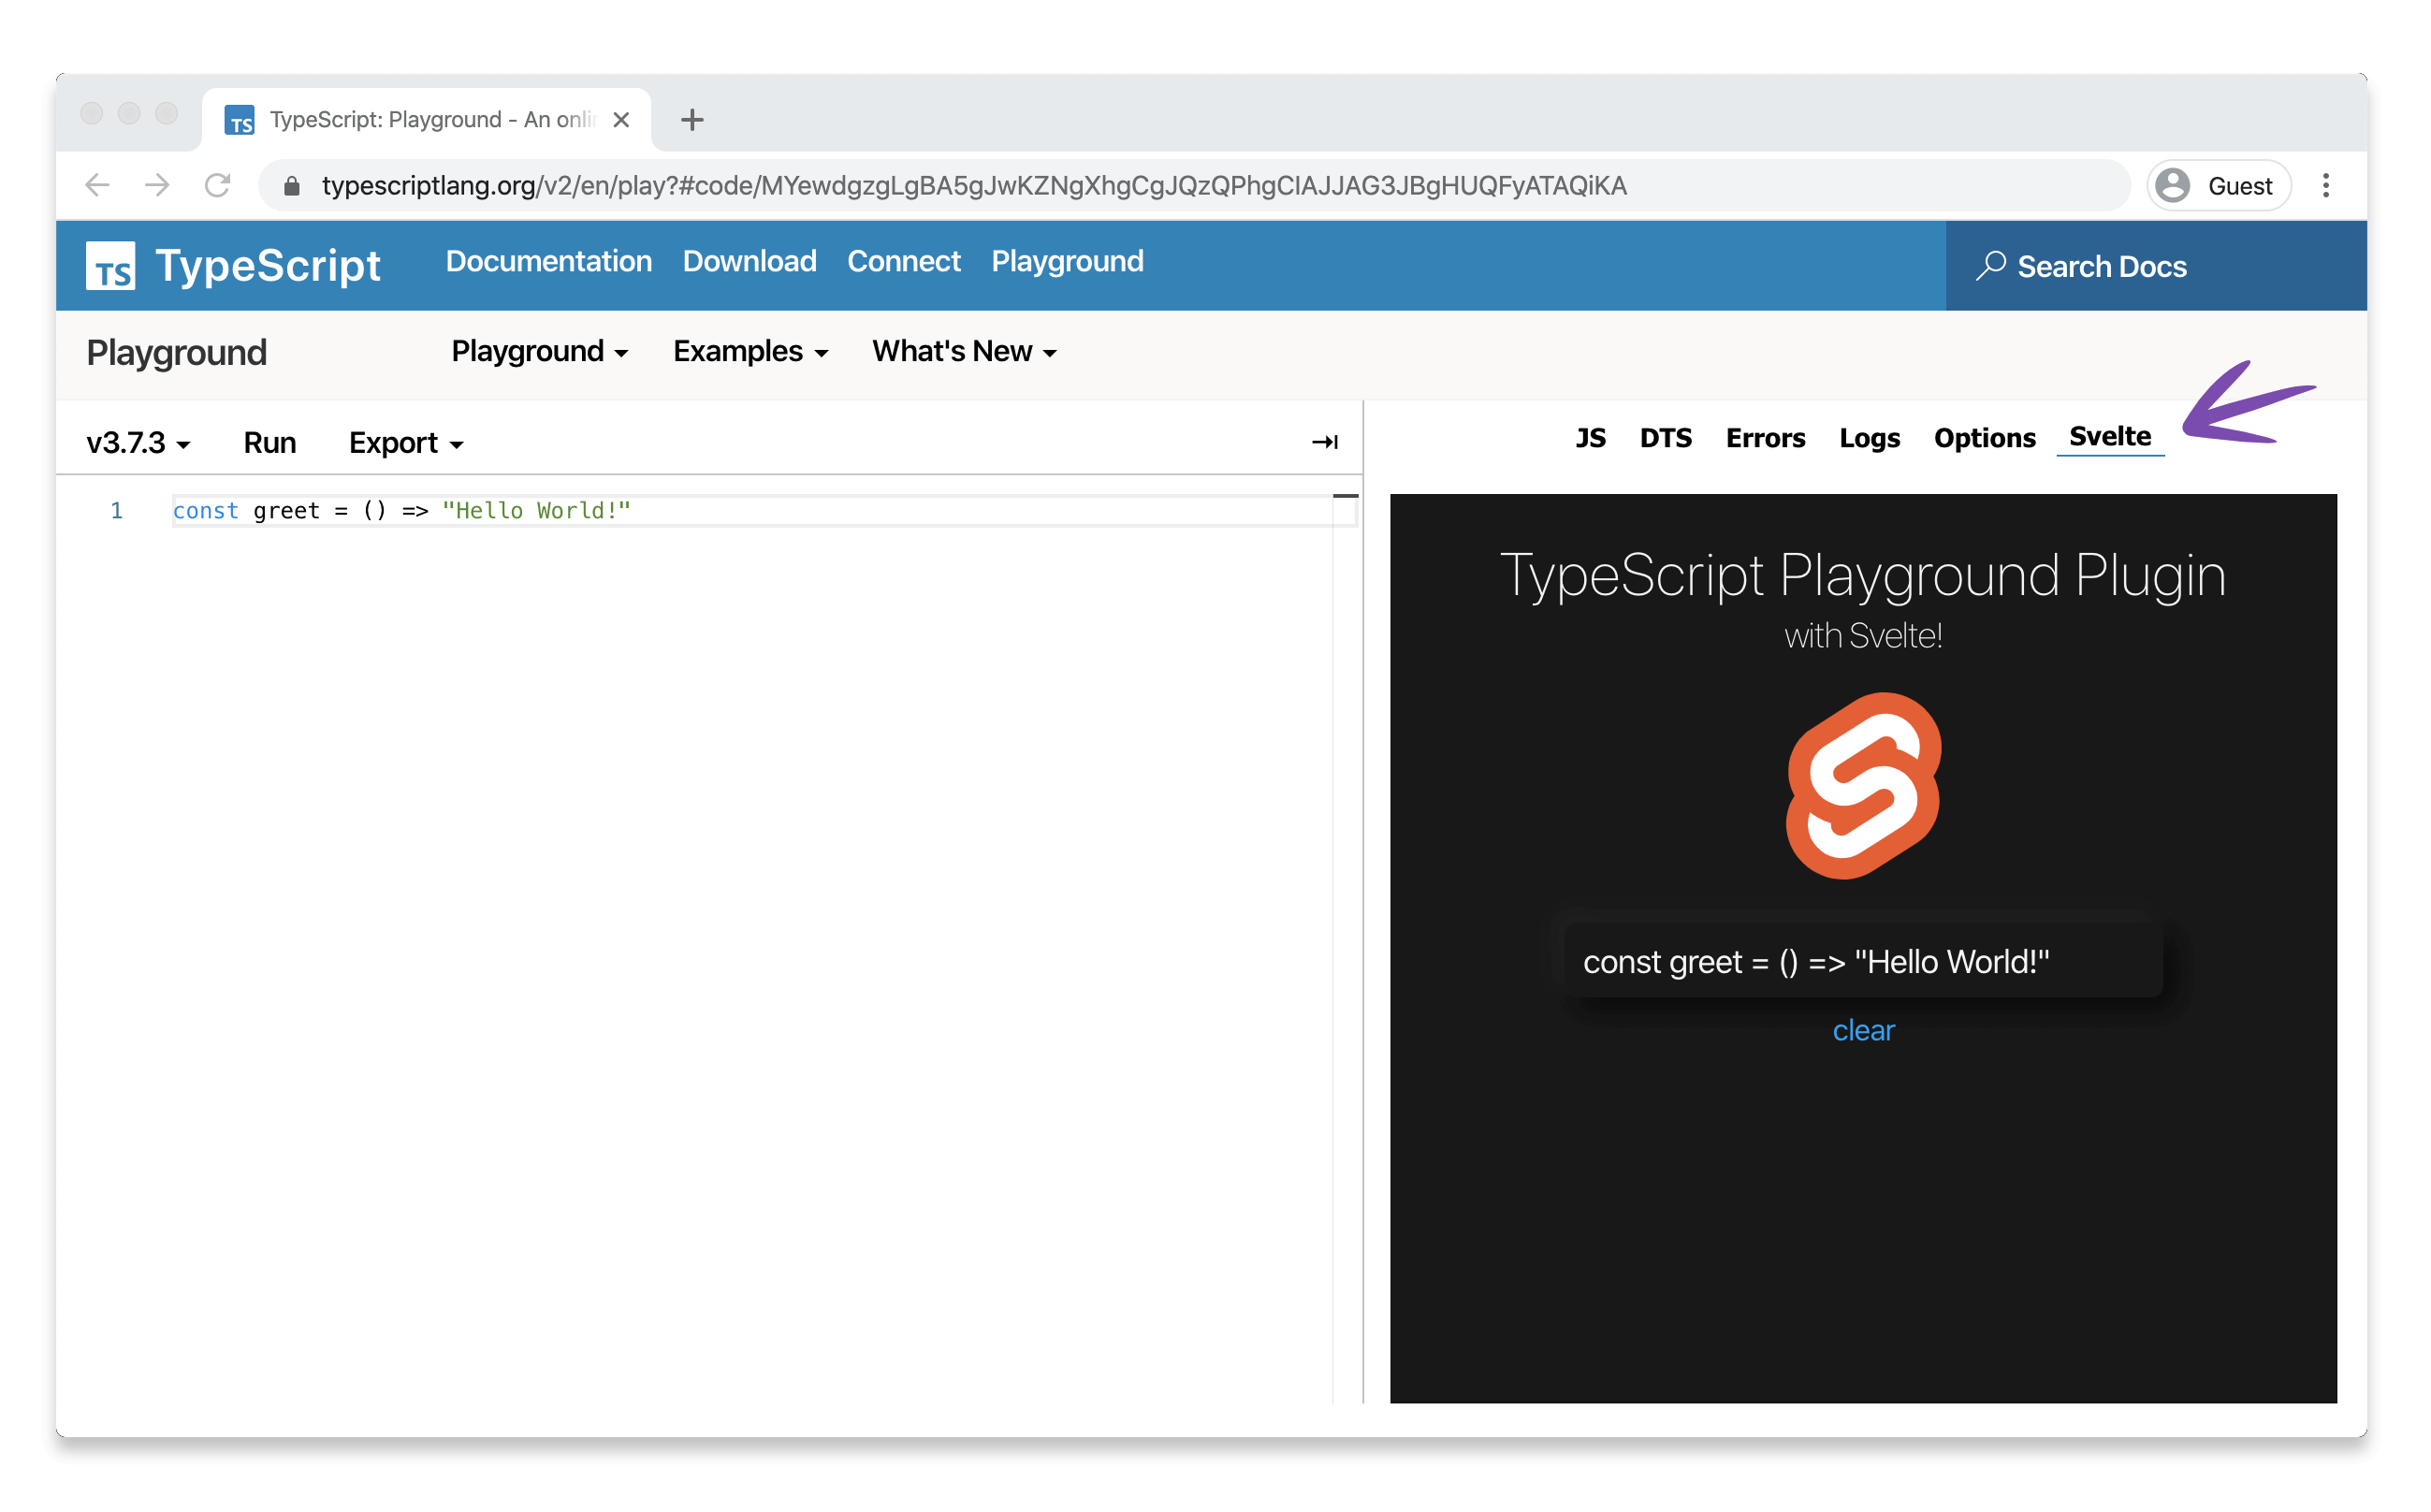 TS TypeScript: Playground - An onlin
typescriptlang.org/v2/en/play?#code/MYewdgzgLgBA5gJwKZNgXhgCgJQzQPhgCIAJJAG3JBgHUQFyATAQiKA Guest
TS TypeScript Documentation Download Connect Playground Search Docs
Playground Playground Examples What's New
v3.7.3 Run Export JS DTS Errors Logs Options Svelte
1 const greet = () => "Hello World!"
TypeScript Playground Plugin
with Svelte!
const greet = () => "Hello World!"
clear